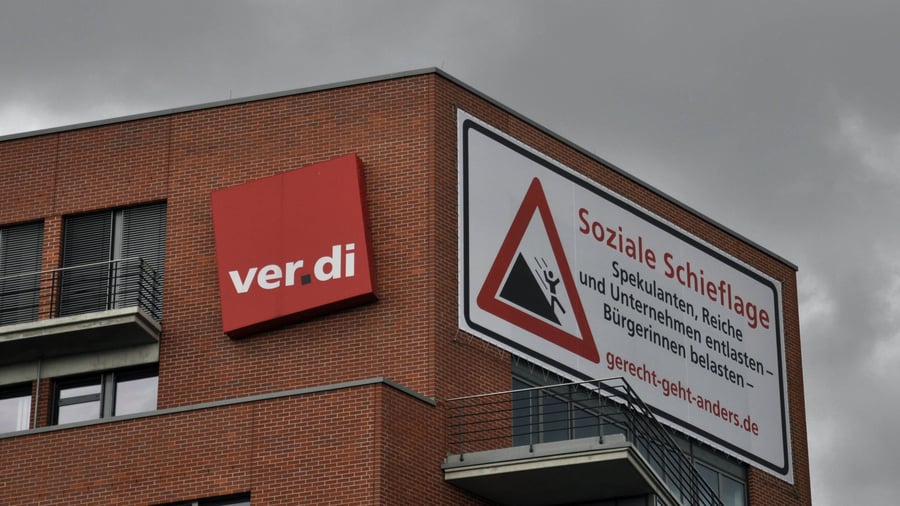 ver.di
Soziale Schieflage
Spekulanten, Reiche
und Unternehmen entlasten –
Bürgerinnen belasten –
gerecht-geht-anders.de